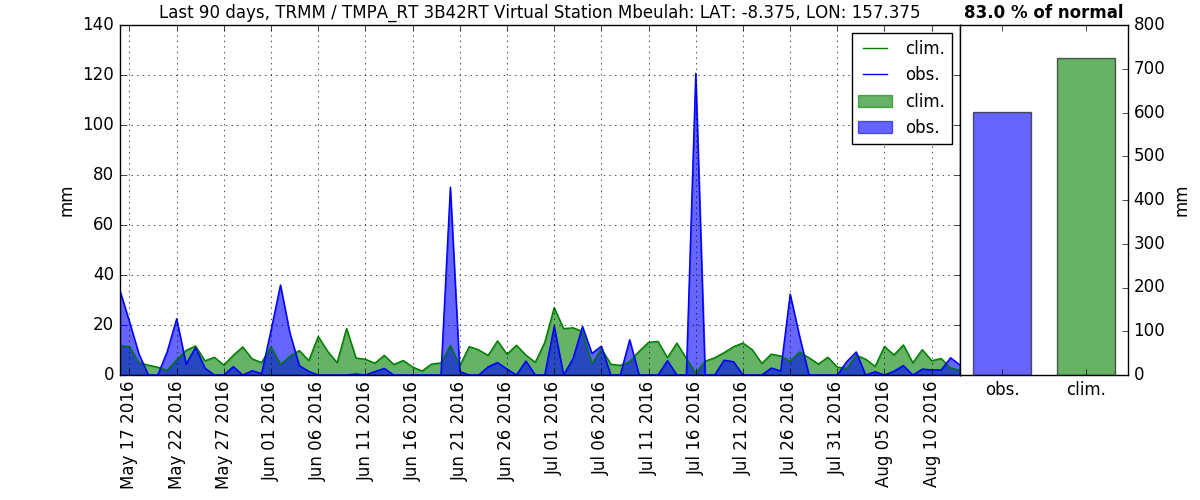 Last 90 days, TRMM / TMPA_RT 3B42RT Virtual Station Mbeulah: LAT: -8.375, LON: 157.375
83.0 % of normal
mm
140
120
100
80
60
40
20
0
clim.
obs.
clim.
obs.
May 17 2016
May 22 2016
May 27 2016
Jun 01 2016
Jun 06 2016
Jun 11 2016
Jun 16 2016
Jun 21 2016
Jun 26 2016
Jul 01 2016
Jul 06 2016
Jul 11 2016
Jul 16 2016
Jul 21 2016
Jul 26 2016
Jul 31 2016
Aug 05 2016
Aug 10 2016
800
700
600
500
400
300
200
100
0
mm
obs.
clim.